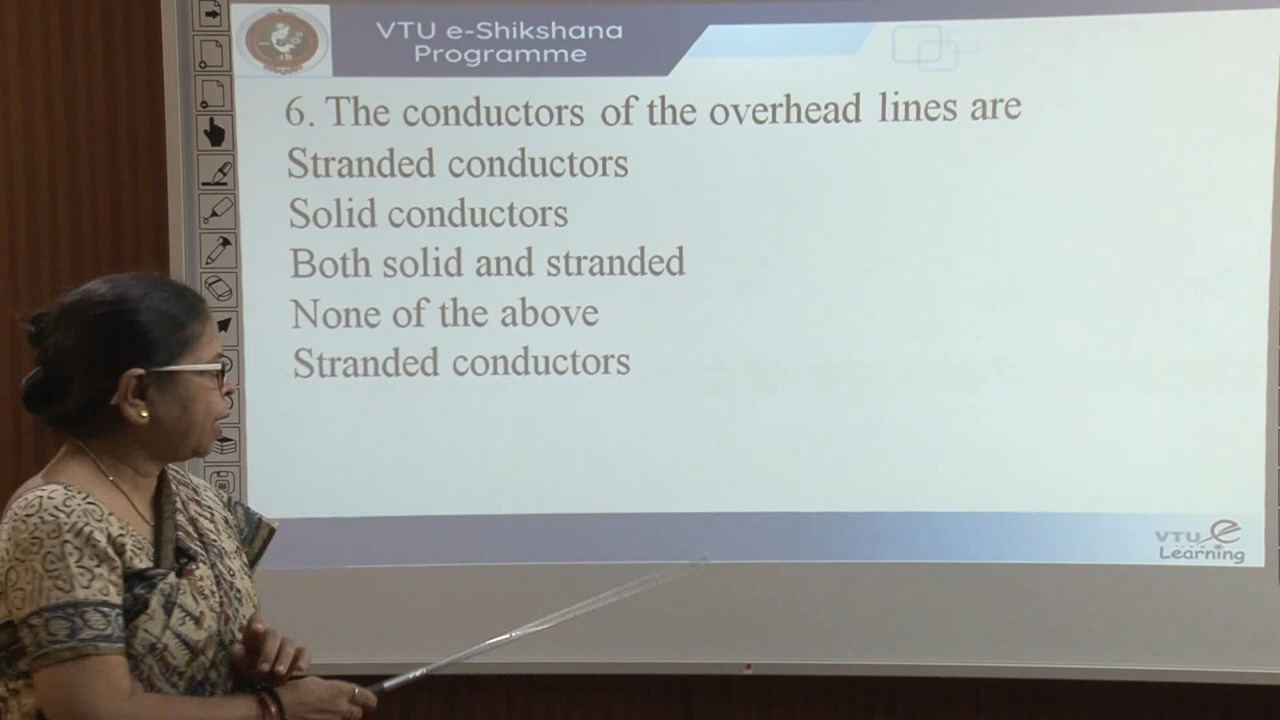 VTU e-Shikshana
Programme
6. The conductors of the overhead lines are
Stranded conductors
Solid conductors
Both solid and stranded
None of the above
Stranded conductors
VTU e
Learning